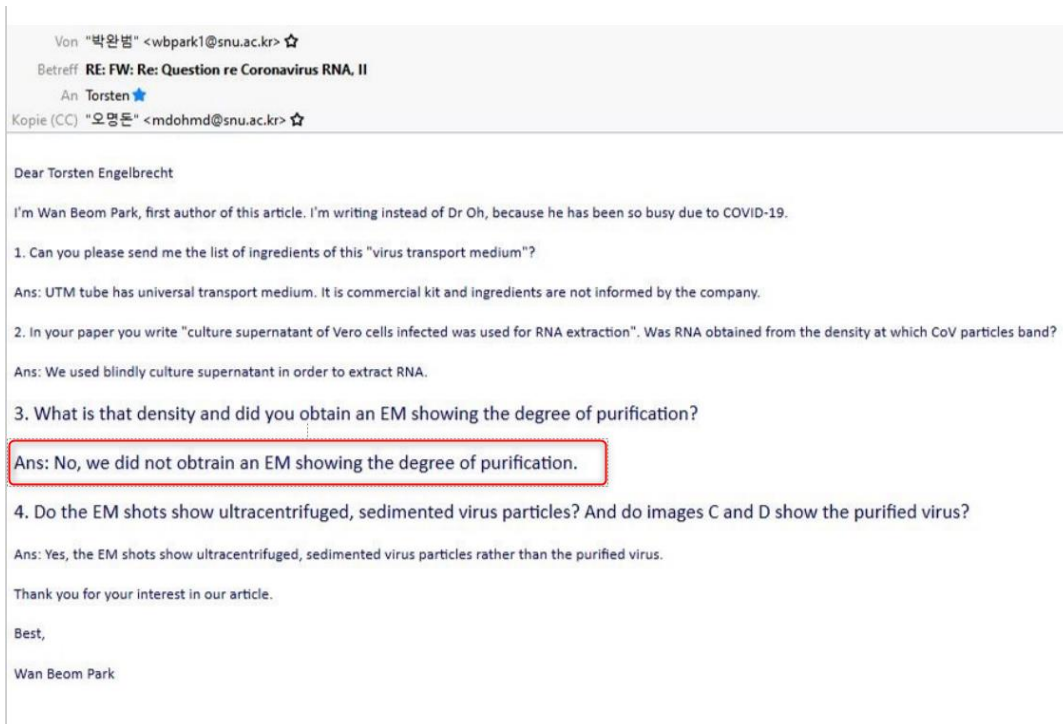 Von "박완범" <wbpark1@snu.ac.kr>
Betreff RE: FW: Re: Question re Coronavirus RNA, II
An Torsten
Kopie (CC) "오명돈" <mdohmd@snu.ac.kr>
Dear Torsten Engelbrecht
I'm Wan Beom Park, first author of this article. I'm writing instead of Dr Oh, because he has been so busy due to COVID-19.
1. Can you please send me the list of ingredients of this "virus transport medium"?
Ans: UTM tube has universal transport medium. It is commercial kit and ingredients are not informed by the company.
2. In your paper you write "culture supernatant of Vero cells infected was used for RNA extraction". Was RNA obtained from the density at which CoV particles band?
Ans: We used blindly culture supernatant in order to extract RNA.
3. What is that density and did you obtain an EM showing the degree of purification?
Ans: No, we did not obtrain an EM showing the degree of purification.
4. Do the EM shots show ultracentrifuged, sedimented virus particles? And do images C and D show the purified virus?
Ans: Yes, the EM shots show ultracentrifuged, sedimented virus particles rather than the purified virus.
Thank you for your interest in our article.
Best,
Wan Beom Park